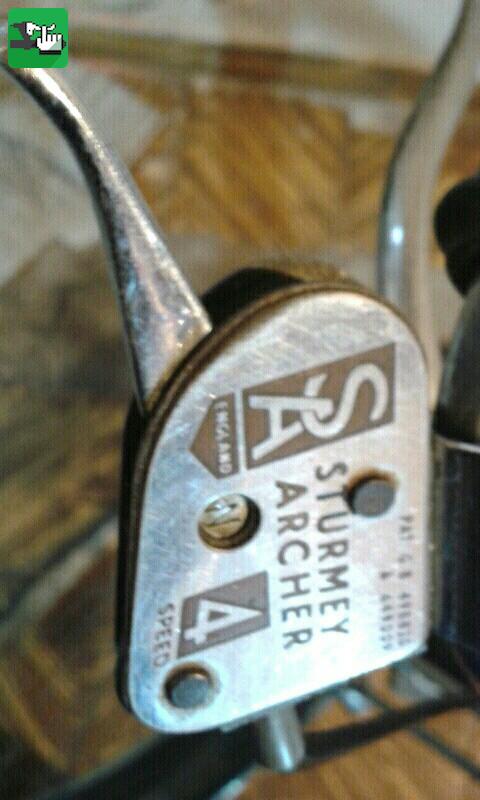 SA
ENGLAND
STURMEY
ARCHER
N
4
SPEED
PAT. G.B.
&